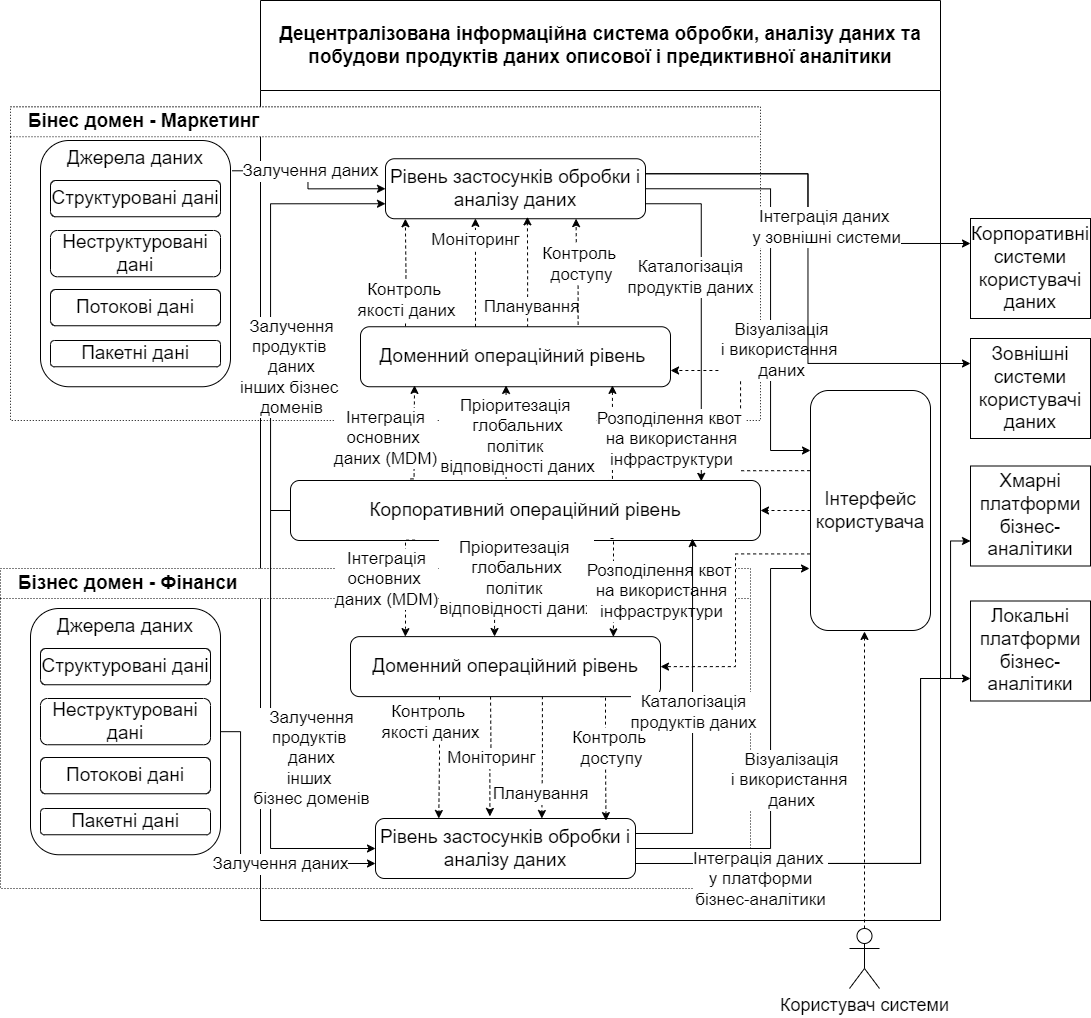 Децентралізована інформаційна система обробки, аналізу даних та
побудови продуктів даних описової і предиктивної аналітики
Бінес домен - Маркетинг
Джерела даних
Структуровані дані
Неструктуровані
дані
Потокові дані
Пакетні дані
Залучення даних
Рівень застосунків обробки і
аналізу даних
Інтеграція даних
у зовнішні системи
Корпоративні
системи
користувачі
даних
Моніторинг
Контроль
доступу
Каталогізація
продуктів даних
Контроль
якості даних
Планування
Залучення
продуктів
даних
інших бізнес
доменів
Візуалізація
і використання
даних
Доменний операційний рівень
Зовнішні
системи
користувачі
даних
Інтеграція
основних
даних (MDM)
Пріоритезація
глобальних
політик
відповідності даних
Розподілення квот
на використання
інфраструктури
Інтерфейс
користувача
Хмарні
платформи
бізнес-
аналітики
Корпоративний операційний рівень
Інтеграція
основних
даних (MDM)
Пріоритезація
глобальних
політик
відповідності даних
Розподілення квот
на використання
інфраструктури
Бізнес домен - Фінанси
Джерела даних
Структуровані дані
Неструктуровані
дані
Потокові дані
Пакетні дані
Локальні
платформи
бізнес-
аналітики
Доменний операційний рівень
Каталогізація
продуктів даних
Контроль
якості даних
Моніторинг
Планування
Контроль
доступу
Залучення
продуктів
даних
інших
бізнес доменів
Візуалізація
і використання
даних
Рівень застосунків обробки і
аналізу даних
Залучення даних
Інтеграція даних
у платформи
бізнес-аналітики
Користувач системи